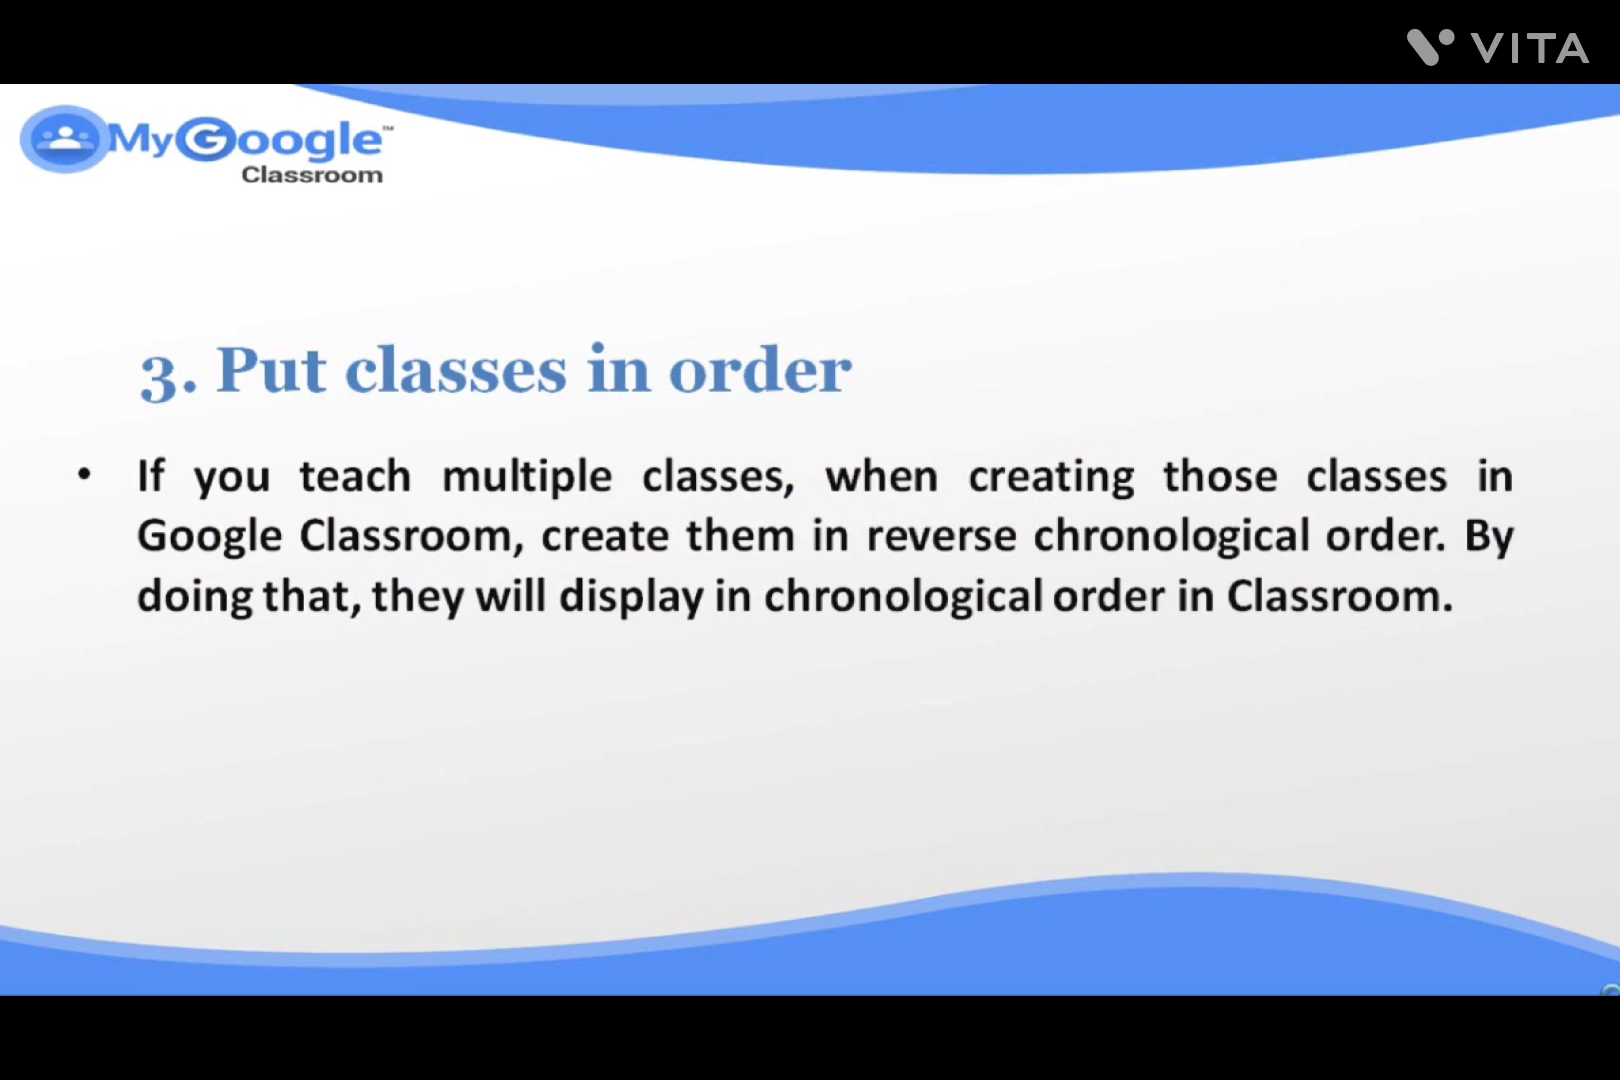 VITA
MyGoogle™
Classroom
3. Put classes in order
• If you teach multiple classes, when creating those classes in
Google Classroom, create them in reverse chronological order. By
doing that, they will display in chronological order in Classroom.